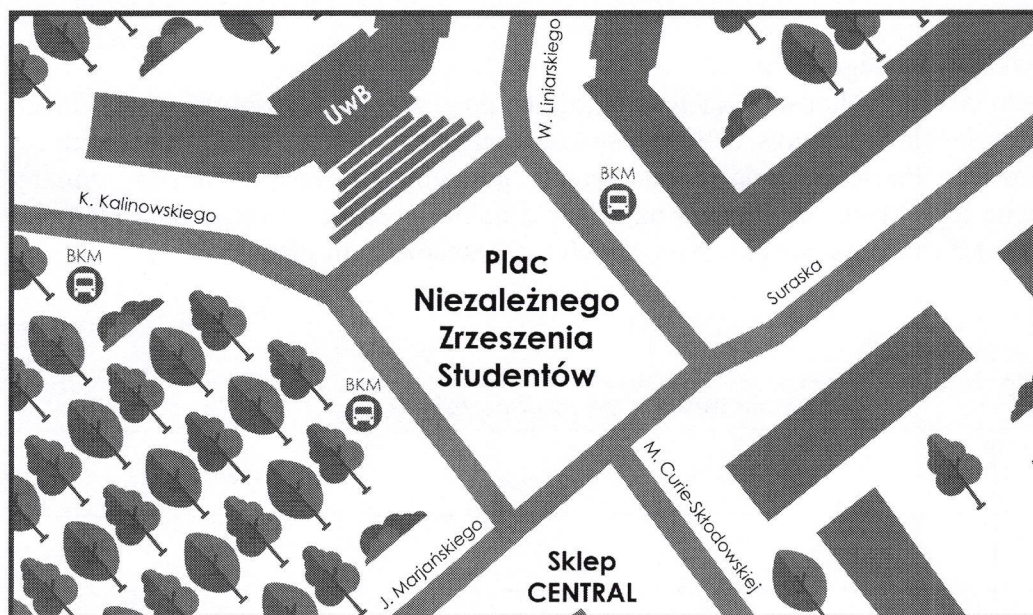 UwB
W. Liniarskiego
BKM
K. Kalinowskiego
BKM
Plac
Niezależnego
Zrzeszenia
Studentów
Suraska
BKM
M. Curie-Skłodowskiej
J. Marjańskiego
Sklep
CENTRAL